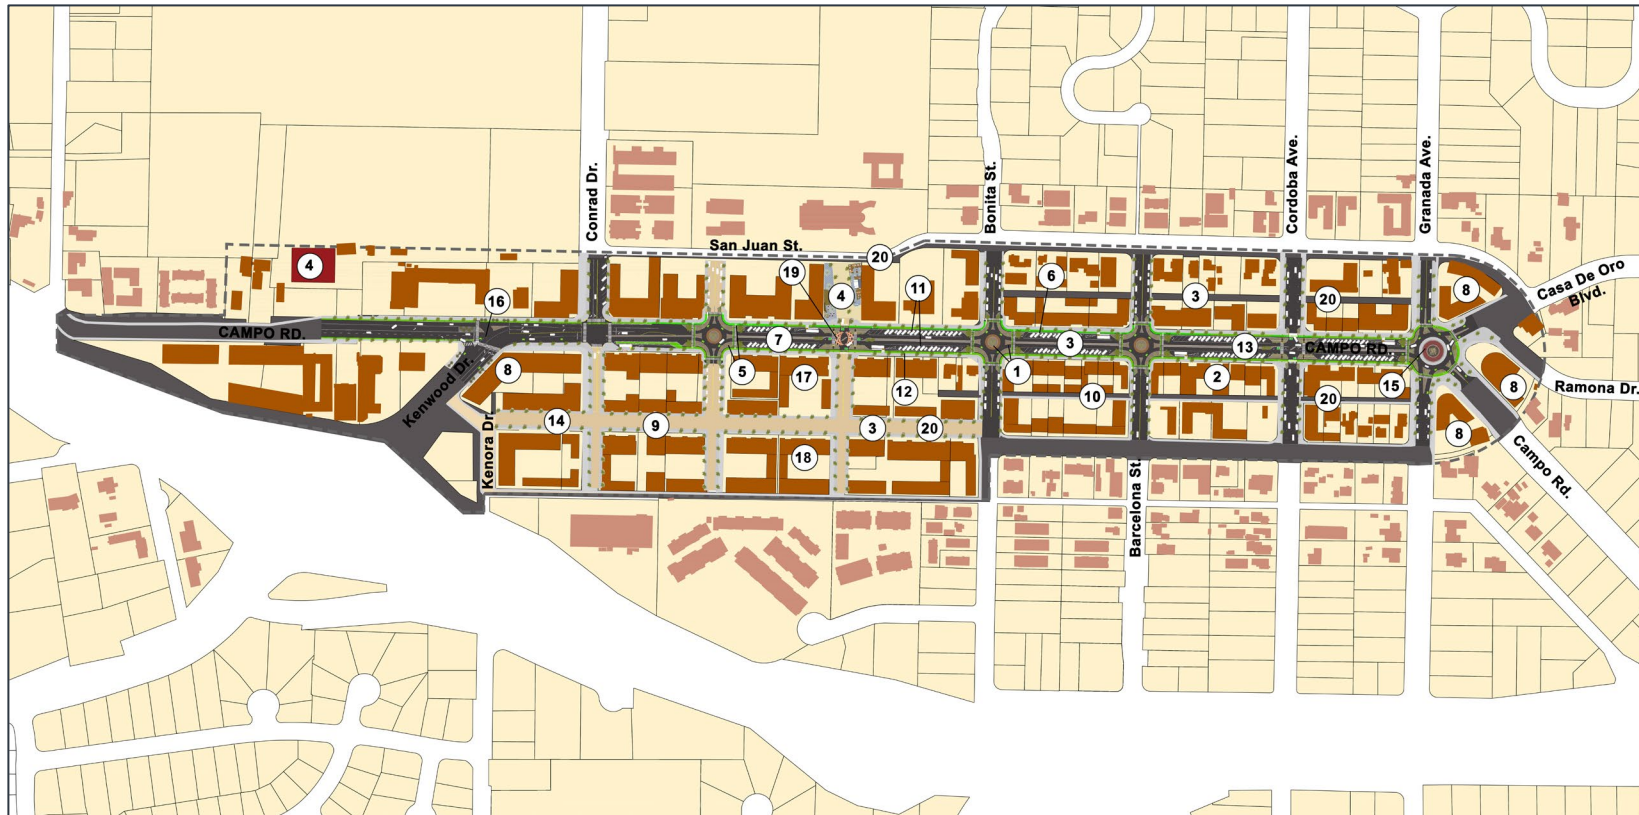 Conrad Dr.
Bonita St.
Cordoba Ave.
Granada Ave.
San Juan St.
20
4
19
4
6
11
3
20
8
Casa De Oro
Blvd.
16
CAMPO RD.
7
3
13
CAMPO RD.
8
5
17
12
1
2
15
8
Ramona Dr.
Kenwood Dr.
10
20
14
9
3
20
8
Kenora Dr.
18
Campo Rd.
Barcelona St.